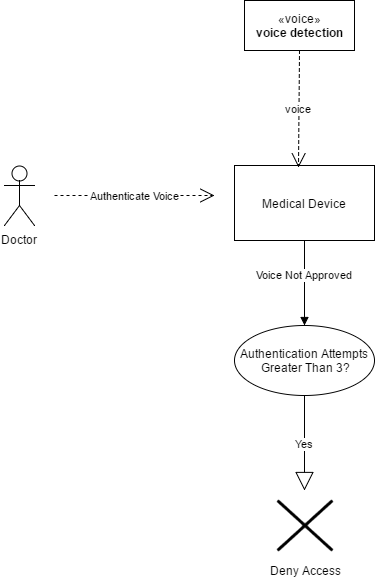 «voice»
voice detection
voice
Authenticate Voice
Doctor
Medical Device
Voice Not Approved
Authentication Attempts
Greater Than 3?
Yes
Deny Access